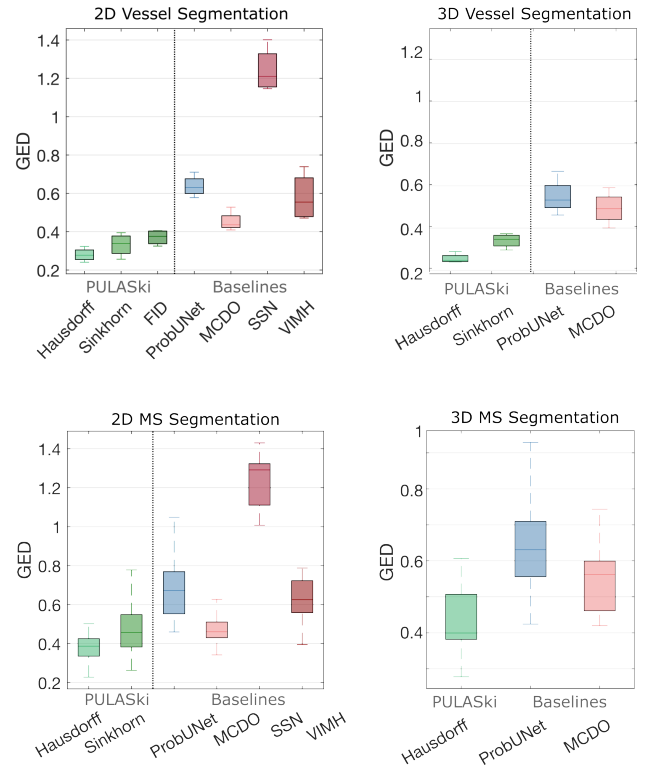 2D Vessel Segmentation
GED
1.4
1.2
1
0.8
0.6
0.4
0.2
PULASki
Baselines
Hausdorff
Sinkhorn
FID
ProbUNet
MCDO
SSN
VIMH
3D Vessel Segmentation
GED
1.2
1
0.8
0.6
0.4
0.2
PULASki
Baselines
Hausdorff
Sinkhorn
ProbUNet
MCDO
2D MS Segmentation
GED
1.4
1.2
1
0.8
0.6
0.4
0.2
PULASki
Baselines
Hausdorff
Sinkhorn
ProbUNet
MCDO
SSN
VIMH
3D MS Segmentation
GED
1
0.8
0.6
0.4
PULASki
Baselines
Hausdorff
ProbUNet
MCDO